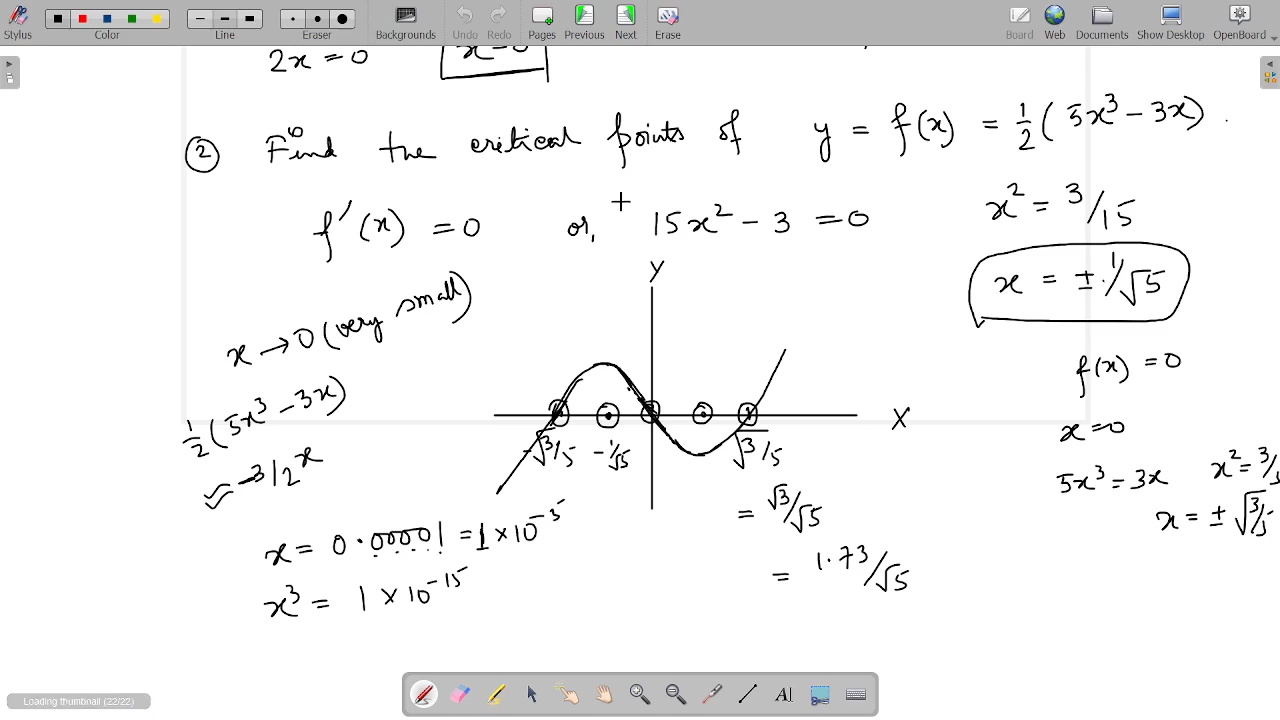 Stylus
Color
Line
Eraser
Backgrounds
Undo
Redo
Pages
Previous
Next
Erase
Board
Web
Documents
Show Desktop
OpenBoard
2x = 0
x = 0
② Find the critical points of y = f(x) = 1/2 (5x³ − 3x).
f′(x) = 0 or, 15x² − 3 = 0
x² = 3/15
x = ± 1/√5
x → 0 (very small)
1/2 (5x³ − 3x)
−3/2 x
Y
X
−√3/5
−1/√5
√3/5
= √3/√5
= 1.73/√5
f(x) = 0
x = 0
5x³ = 3x x² = 3/5
x = ± √3/5
x = 0.00001 = 1 × 10⁻⁵
x³ = 1 × 10⁻¹⁵
Loading thumbnail (22/22)